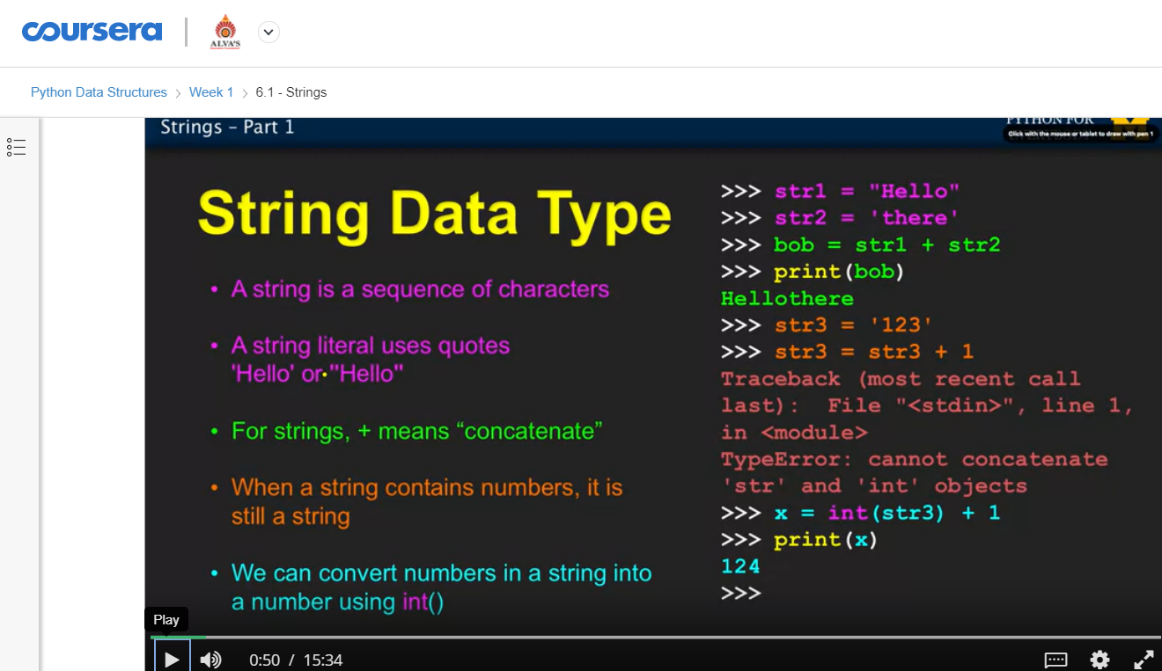 coursera
ALVA'S
Python Data Structures > Week 1 > 6.1 - Strings
Strings – Part 1
PYTHON FOR
Click with the mouse or tablet to draw with pen 1
String Data Type
• A string is a sequence of characters
• A string literal uses quotes
'Hello' or "Hello"
• For strings, + means “concatenate”
• When a string contains numbers, it is
still a string
• We can convert numbers in a string into
a number using int()
>>> str1 = "Hello"
>>> str2 = 'there'
>>> bob = str1 + str2
>>> print(bob)
Hellothere
>>> str3 = '123'
>>> str3 = str3 + 1
Traceback (most recent call
last): File "<stdin>", line 1,
in <module>
TypeError: cannot concatenate
'str' and 'int' objects
>>> x = int(str3) + 1
>>> print(x)
124
>>>
Play
0:50 / 15:34